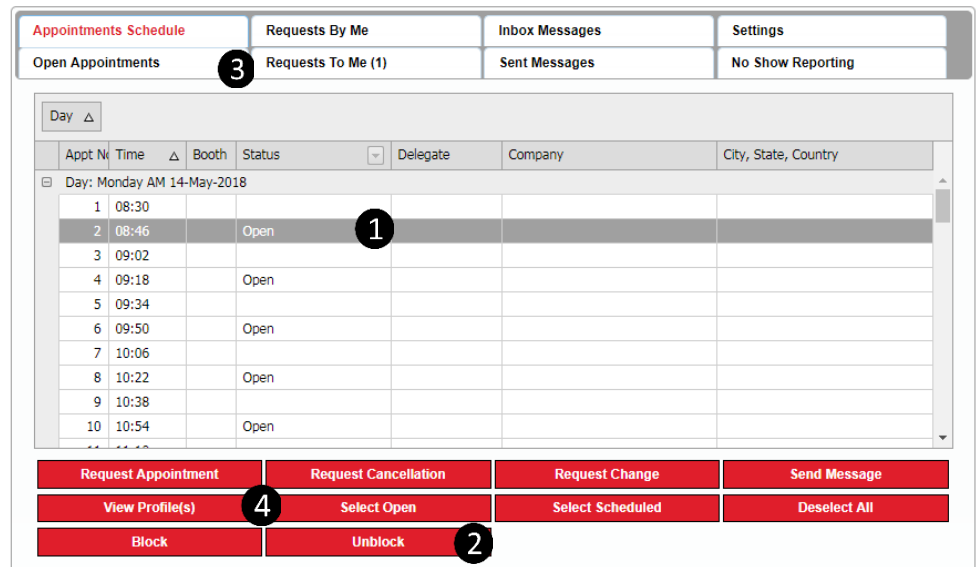 Appointments Schedule Requests By Me Inbox Messages Settings
Open Appointments 3 Requests To Me (1) Sent Messages No Show Reporting
Day
Appt No Time Booth Status Delegate Company City, State, Country
Day: Monday AM 14-May-2018
1 08:30
2 08:46 Open 1
3 09:02
4 09:18 Open
5 09:34
6 09:50 Open
7 10:06
8 10:22 Open
9 10:38
10 10:54 Open
Request Appointment Request Cancellation Request Change Send Message
View Profile(s) 4 Select Open Select Scheduled Deselect All
Block Unblock 2